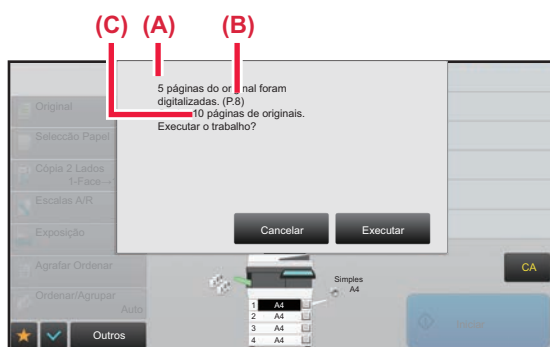 (C) (A) (B)
5 páginas do original foram
digitalizadas. (P.8)
10 páginas de originais.
Executar o trabalho?
Cancelar Executar
Original
Selecção Papel
Cópia 2 Lados
1-Face→
Escalas A/R
Exposição
Agrafar Ordenar
Ordenar/Agrupar
Auto
Outros
Simples
A4
1 A4
2 A4
3 A4
4 A4
CA
Iniciar